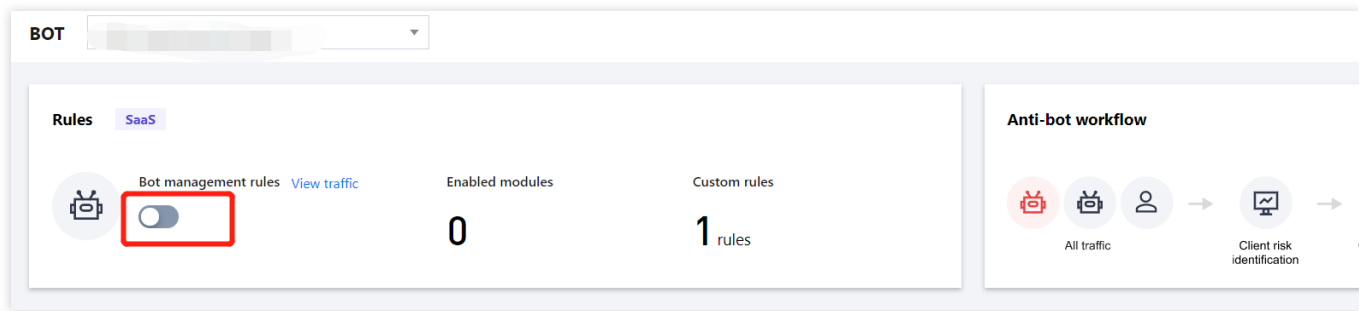 BOT
Rules SaaS
Anti-bot workflow
Bot management rules View traffic
Enabled modules
Custom rules
0
1 rules
All traffic
Client risk
identification